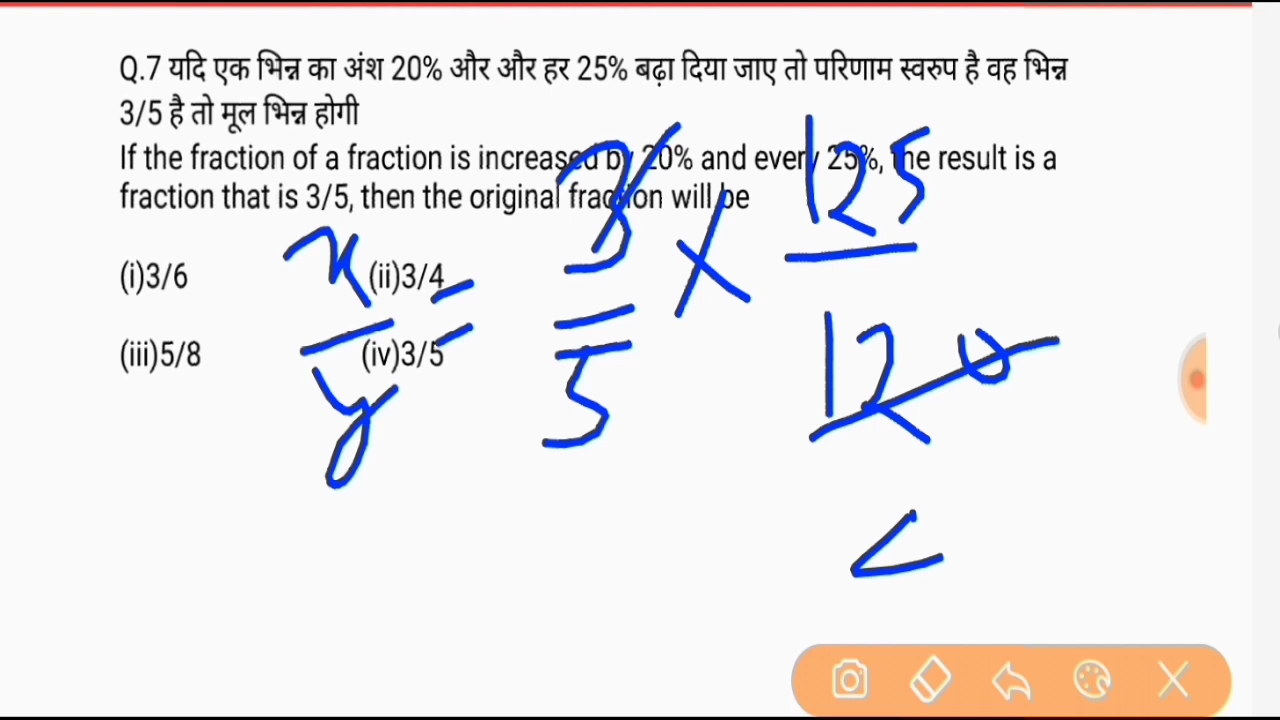 Q.7 यदि एक भिन्न का अंश 20% और और हर 25% बढ़ा दिया जाए तो परिणाम स्वरुप है वह भिन्न
3/5 है तो मूल भिन्न होगी
If the fraction of a fraction is increased by 20% and every 25%, the result is a
fraction that is 3/5, then the original fraction will be
(i)3/6 (ii)3/4
(iii)5/8 (iv)3/5
x/y = 3/5 × 125/120